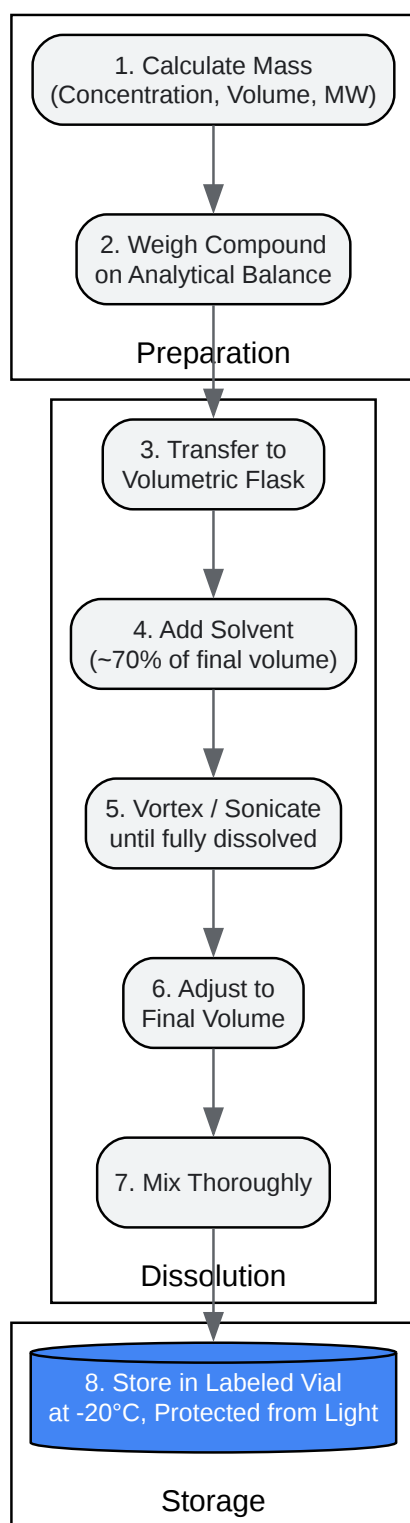 1. Calculate Mass
(Concentration, Volume, MW)
2. Weigh Compound
on Analytical Balance
Preparation
3. Transfer to
Volumetric Flask
4. Add Solvent
(~70% of final volume)
5. Vortex / Sonicate
until fully dissolved
6. Adjust to
Final Volume
7. Mix Thoroughly
Dissolution
8. Store in Labeled Vial
at -20°C, Protected from Light
Storage